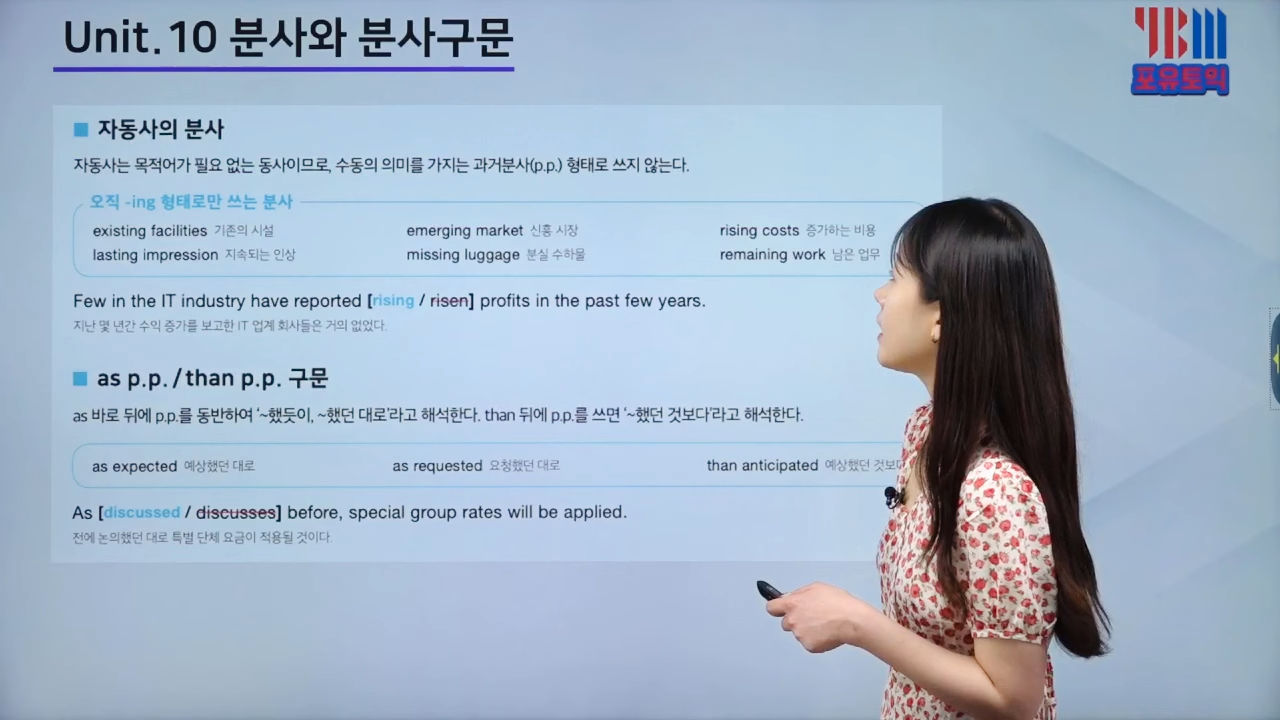 Unit.10 분사와 분사구문
YBM
포유토익
자동사의 분사
자동사는 목적어가 필요 없는 동사이므로, 수동의 의미를 가지는 과거분사(p.p.) 형태로 쓰지 않는다.
오직 -ing 형태로만 쓰는 분사
existing facilities 기존의 시설 emerging market 신흥 시장 rising costs 증가하는 비용
lasting impression 지속되는 인상 missing luggage 분실 수하물 remaining work 남은 업무
Few in the IT industry have reported [rising / risen] profits in the past few years.
지난 몇 년간 수익 증가를 보고한 IT 업계 회사들은 거의 없었다.
as p.p. / than p.p. 구문
as 바로 뒤에 p.p.를 동반하여 ‘~했듯이, ~했던 대로’라고 해석한다. than 뒤에 p.p.를 쓰면 ‘~했던 것보다’라고 해석한다.
as expected 예상했던 대로 as requested 요청했던 대로 than anticipated 예상했던 것보다
As [discussed / discusses] before, special group rates will be applied.
전에 논의했던 대로 특별 단체 요금이 적용될 것이다.